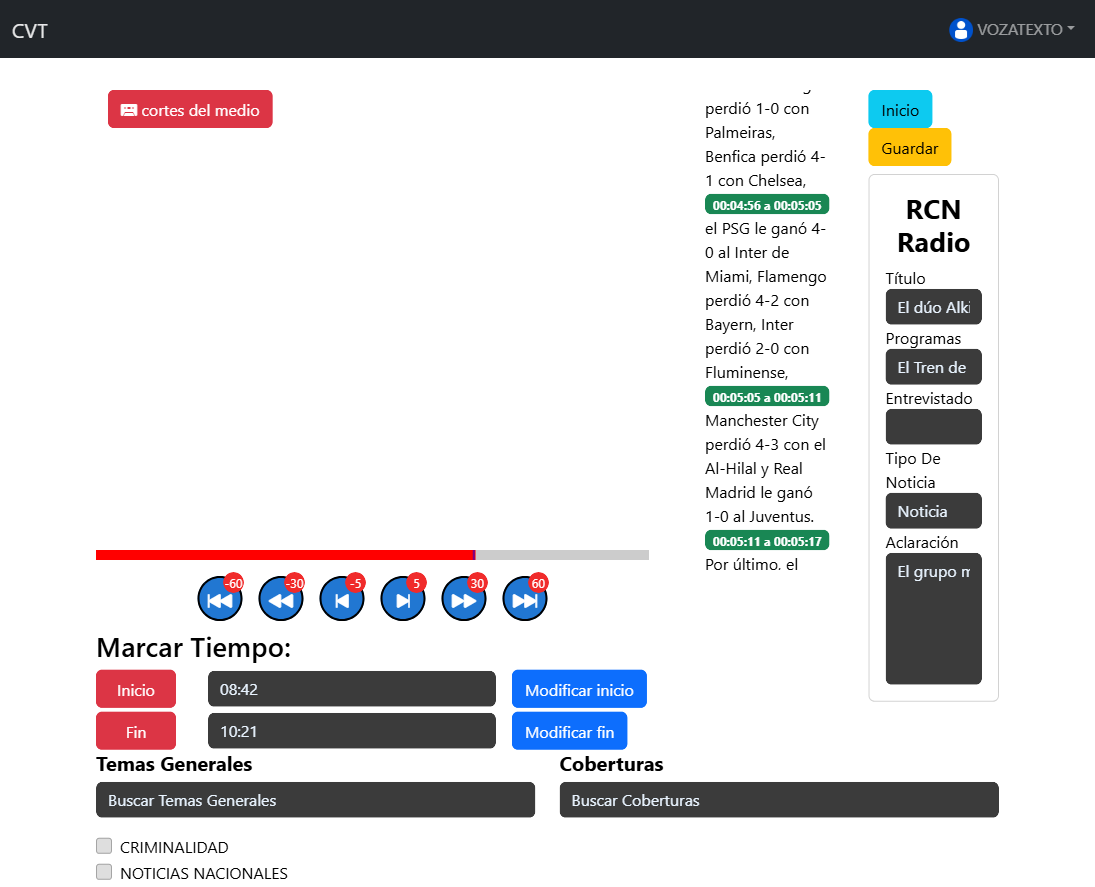 CVT
VOZATEXTO
cortes del medio
perdió 1-0 con
Palmeiras,
Benfica perdió 4-
1 con Chelsea,
00:04:56 a 00:05:05
el PSG le ganó 4-
0 al Inter de
Miami, Flamengo
perdió 4-2 con
Bayern, Inter
perdió 2-0 con
Fluminense,
00:05:05 a 00:05:11
Manchester City
perdió 4-3 con el
Al-Hilal y Real
Madrid le ganó
1-0 al Juventus.
00:05:11 a 00:05:17
Por último. el
Inicio
Guardar
RCN
Radio
Título
El dúo Alki
Programas
El Tren de
Entrevistado
Tipo De
Noticia
Noticia
Aclaración
El grupo m
-60
-30
-5
5
30
60
Marcar Tiempo:
Inicio
08:42
Modificar inicio
Fin
10:21
Modificar fin
Temas Generales
Buscar Temas Generales
Coberturas
Buscar Coberturas
CRIMINALIDAD
NOTICIAS NACIONALES